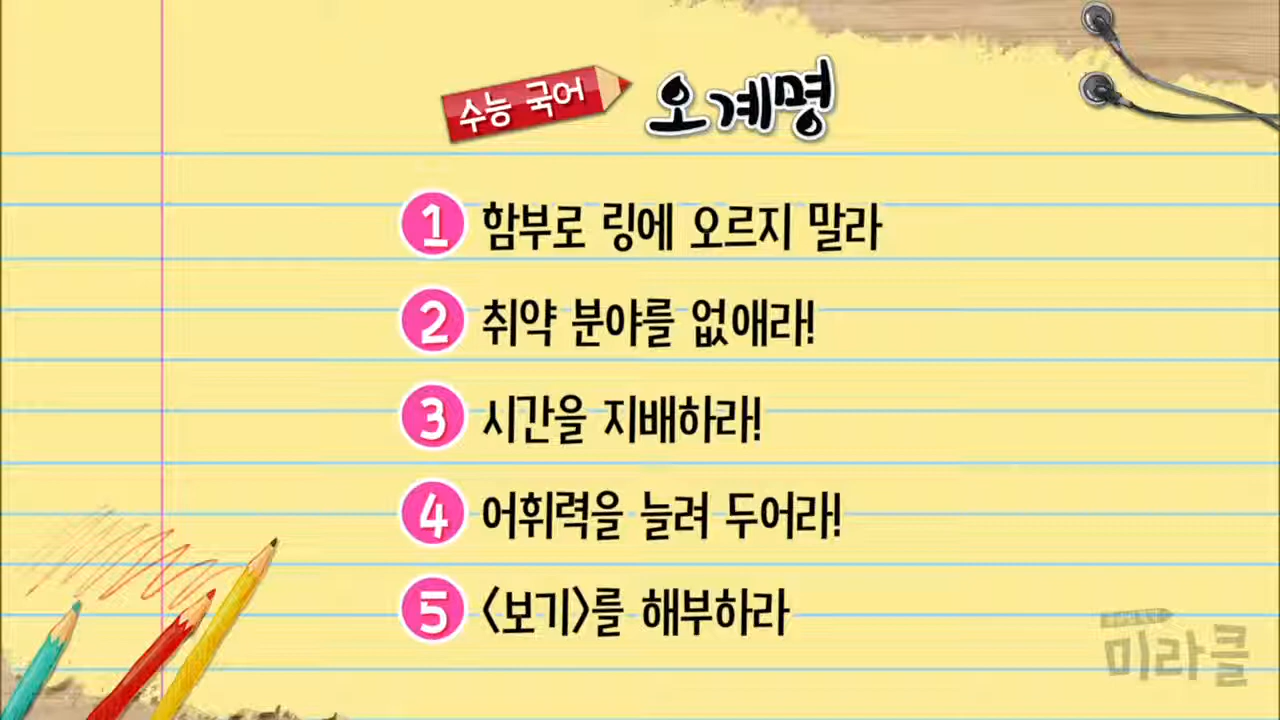 수능 국어 오계명
1 함부로 링에 오르지 말라
2 취약 분야를 없애라!
3 시간을 지배하라!
4 어휘력을 늘려 두어라!
5 <보기>를 해부하라
미라클